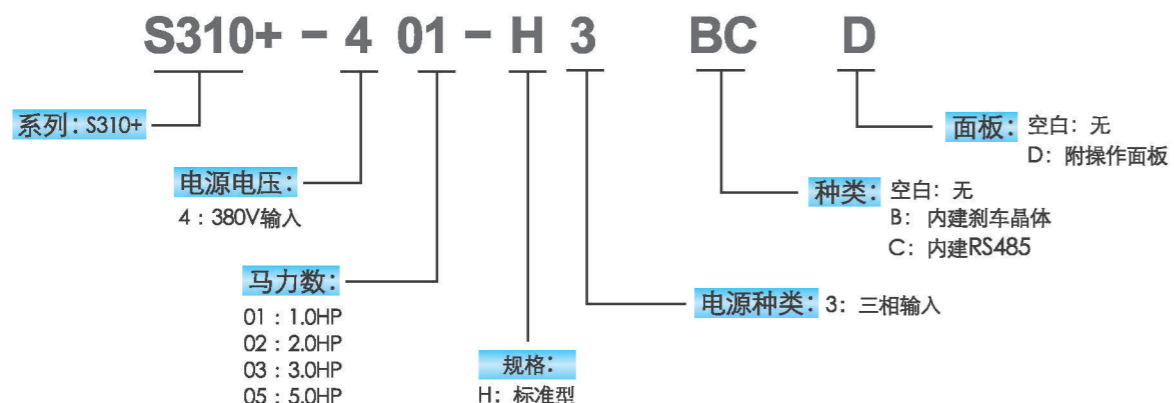 S310+ - 4 01 - H 3 BC D
系列：S310+
面板：空白：无
D：附操作面板
电源电压：
4：380V输入
种类：空白：无
B：内建刹车晶体
C：内建RS485
马力数：
01：1.0HP
02：2.0HP
03：3.0HP
05：5.0HP
电源种类：3：三相输入
规格：
H：标准型